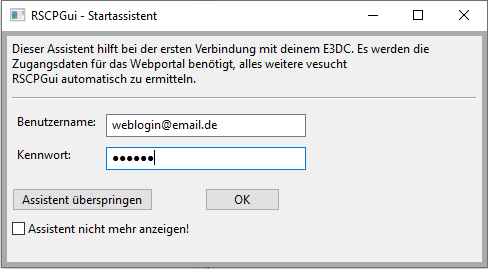 RSCPGui - Startassistent
Dieser Assistent hilft bei der ersten Verbindung mit deinem E3DC. Es werden die
Zugangsdaten für das Webportal benötigt, alles weitere vesucht
RSCPGui automatisch zu ermitteln.
Benutzername: weblogin@email.de
Kennwort: ●●●●●●
Assistent überspringen OK
Assistent nicht mehr anzeigen!